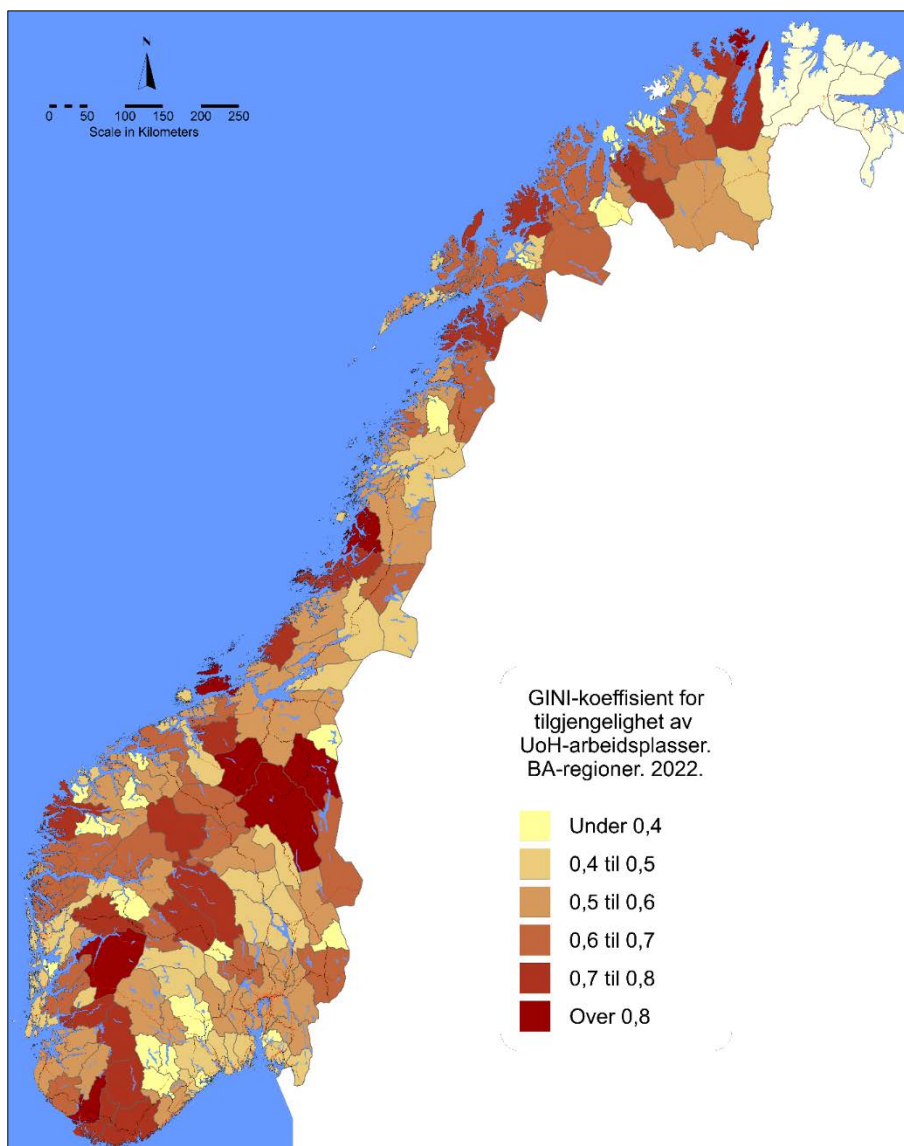 N
0 50 100 150 200 250
Scale in Kilometers
GINI-koeffisient for
tilgjengelighet av
UoH-arbeidsplasser.
BA-regioner. 2022.
Under 0,4
0,4 til 0,5
0,5 til 0,6
0,6 til 0,7
0,7 til 0,8
Over 0,8